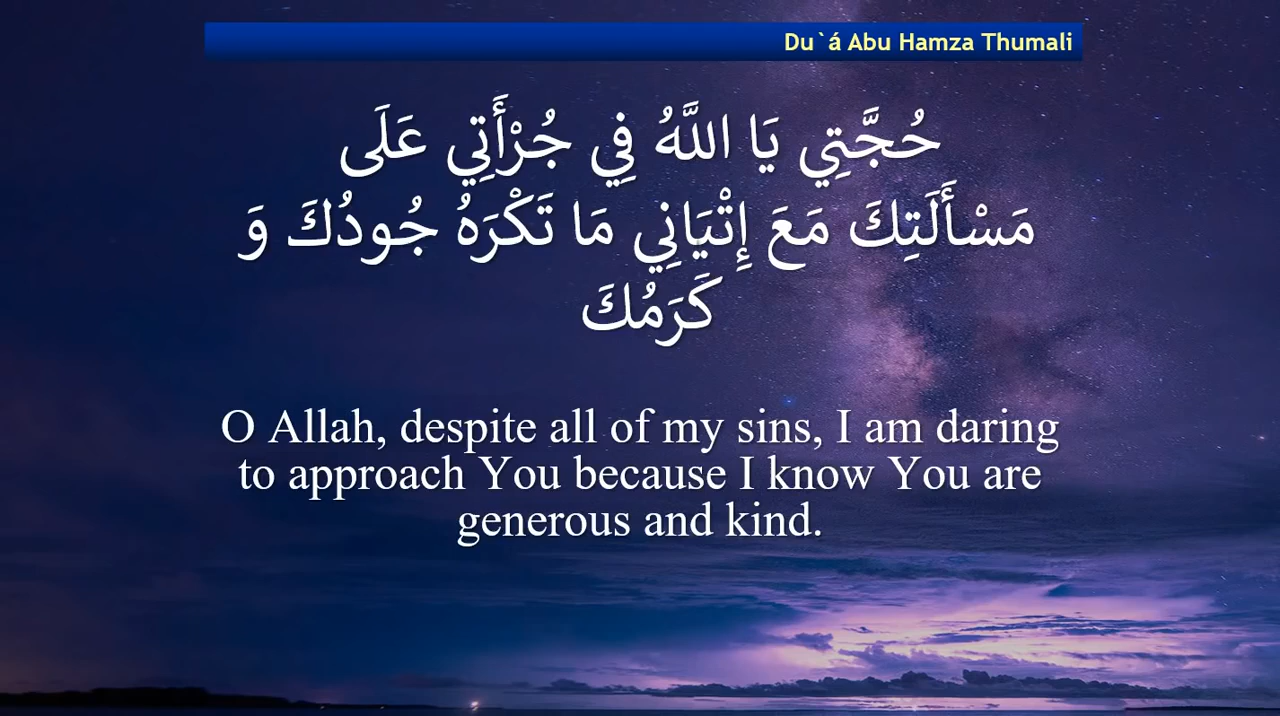 Du`á Abu Hamza Thumali
حُجَّتِي يَا اللَّهُ فِي جُرْأَتِي عَلَى
مَسْأَلَتِكَ مَعَ إِتْيَانِي مَا تَكْرَهُ جُودُكَ وَ
كَرَمُكَ
O Allah, despite all of my sins, I am daring
to approach You because I know You are
generous and kind.